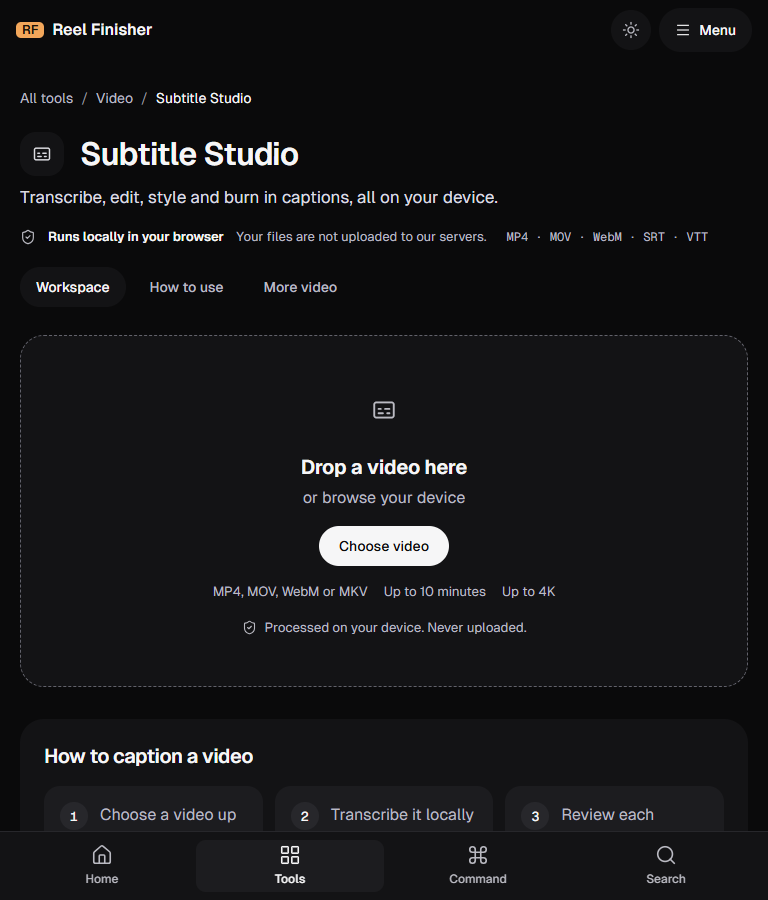 RF Reel Finisher
Menu
All tools / Video / Subtitle Studio
Subtitle Studio
Transcribe, edit, style and burn in captions, all on your device.
Runs locally in your browser Your files are not uploaded to our servers. MP4 · MOV · WebM · SRT · VTT
Workspace How to use More video
Drop a video here
or browse your device
Choose video
MP4, MOV, WebM or MKV Up to 10 minutes Up to 4K
Processed on your device. Never uploaded.
How to caption a video
1 Choose a video up
2 Transcribe it locally
3 Review each
Home Tools Command Search